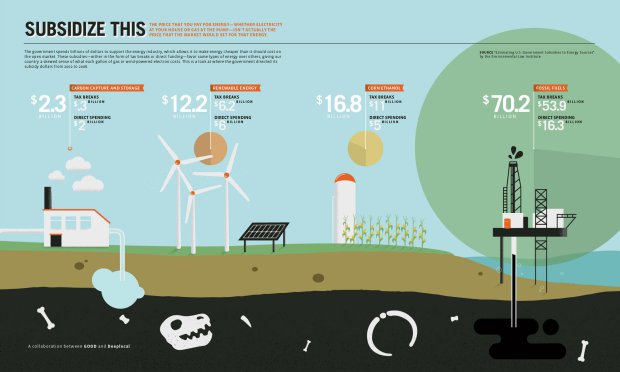 SUBSIDIZE THIS
THE PRICE THAT YOU PAY FOR ENERGY—WHETHER ELECTRICITY
AT YOUR HOUSE OR GAS AT THE PUMP—ISN'T ACTUALLY THE
PRICE THAT THE MARKET WOULD SET FOR THAT ENERGY.
The government spends billions of dollars to support the energy industry, which allows it to make energy cheaper than it should cost on
the open market. These subsidies—either in the form of tax breaks or direct funding—favor some types of energy over others, giving our
country a skewed sense of what each gallon of gas or wind-powered electron costs. This is a look at where the government directed its
subsidy dollars from 2002 to 2008.
SOURCE "Estimating U.S. Government Subsidies to Energy Sources"
by the Environmental Law Institute
CARBON CAPTURE AND STORAGE
$2.3
BILLION
TAX BREAKS
$.3 BILLION
DIRECT SPENDING
$2 BILLION
RENEWABLE ENERGY
$12.2
BILLION
TAX BREAKS
$6.2 BILLION
DIRECT SPENDING
$6 BILLION
CORN ETHANOL
$16.8
BILLION
TAX BREAKS
$11 BILLION
DIRECT SPENDING
$5 BILLION
FOSSIL FUELS
$70.2
BILLION
TAX BREAKS
$53.9 BILLION
DIRECT SPENDING
$16.3 BILLION
A collaboration between GOOD and Deeplocal